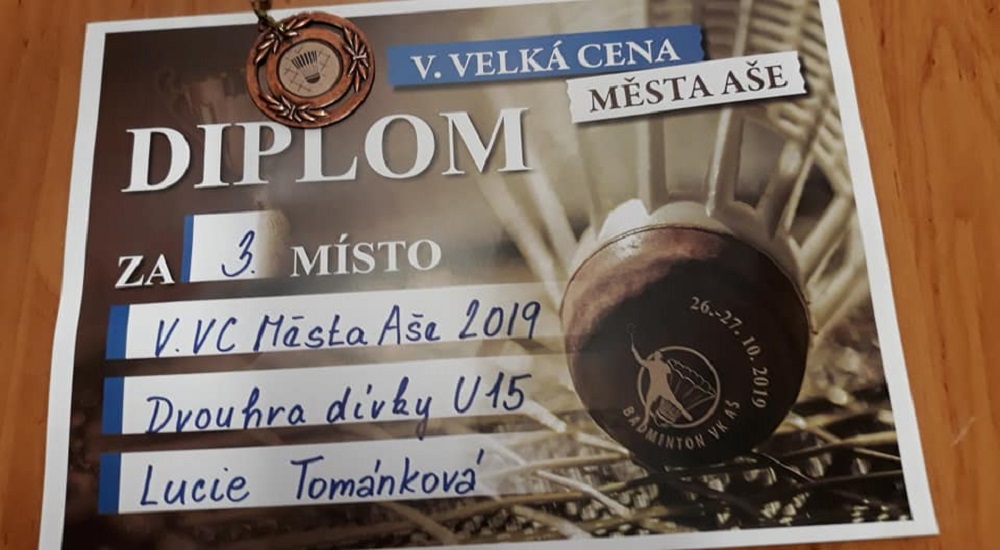 V. VELKÁ CENA
MĚSTA AŠE
DIPLOM
ZA 3. MÍSTO
V. VC Města Aše 2019
Dvouhra dívky U15
Lucie Tománková
26.-27. 10. 2019
BADMINTON VK AŠ